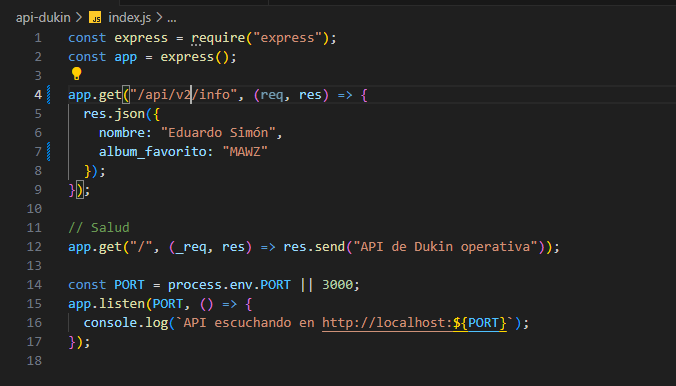 api-dukin > JS index.js > ...
1 const express = require("express");
2 const app = express();
3
4 app.get("/api/v2/info", (req, res) => {
5   res.json({
6     nombre: "Eduardo Simón",
7     album_favorito: "MAWZ"
8   });
9 });
10
11 // Salud
12 app.get("/", (_req, res) => res.send("API de Dukin operativa"));
13
14 const PORT = process.env.PORT || 3000;
15 app.listen(PORT, () => {
16   console.log(`API escuchando en http://localhost:${PORT}`);
17 });
18